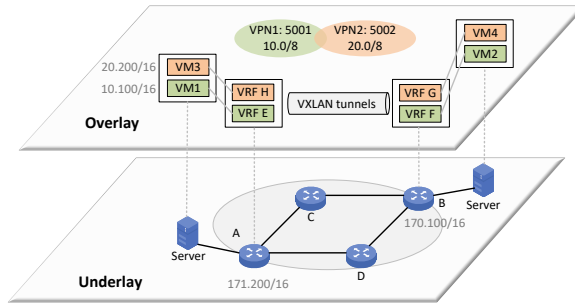 VPN1: 5001
10.0/8
VPN2: 5002
20.0/8
VM4
VM2
20.200/16
10.100/16
VM3
VM1
VRF H
VRF E
VXLAN tunnels
VRF G
VRF F
Overlay
Server
A
C
B
Server
170.100/16
D
171.200/16
Underlay